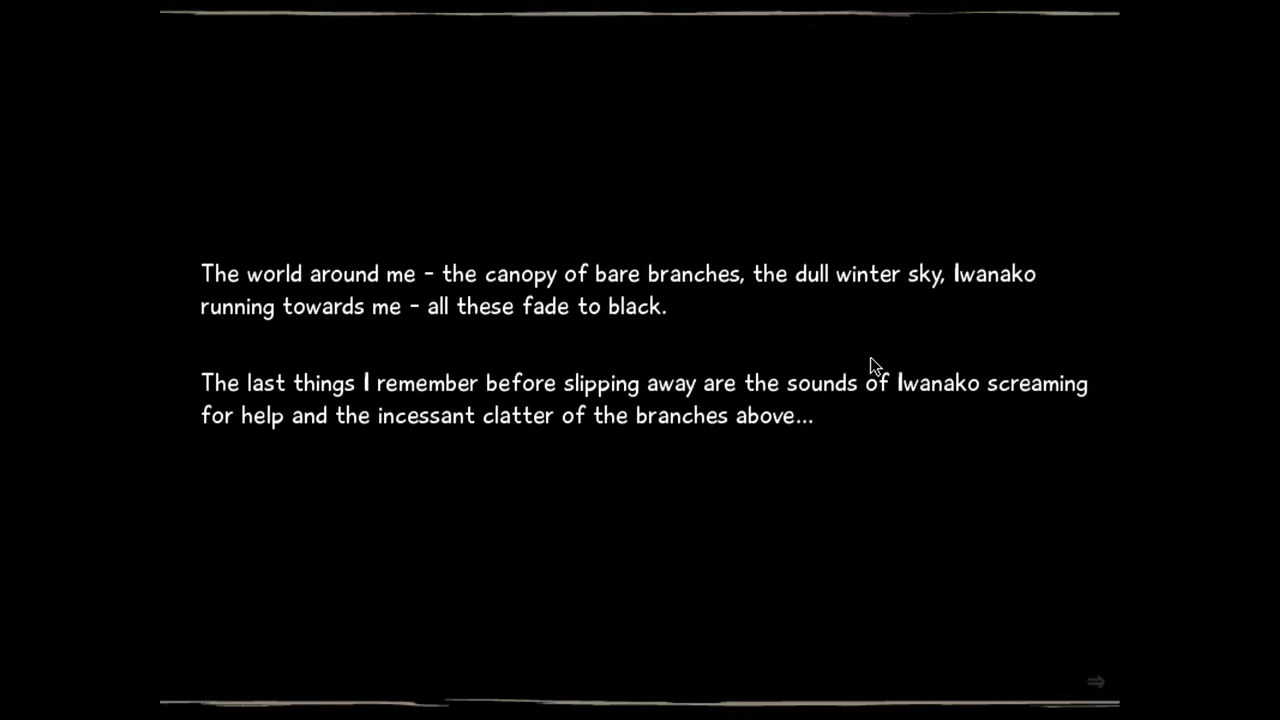 The world around me - the canopy of bare branches, the dull winter sky, Iwanako
running towards me - all these fade to black.
The last things I remember before slipping away are the sounds of Iwanako screaming
for help and the incessant clatter of the branches above...